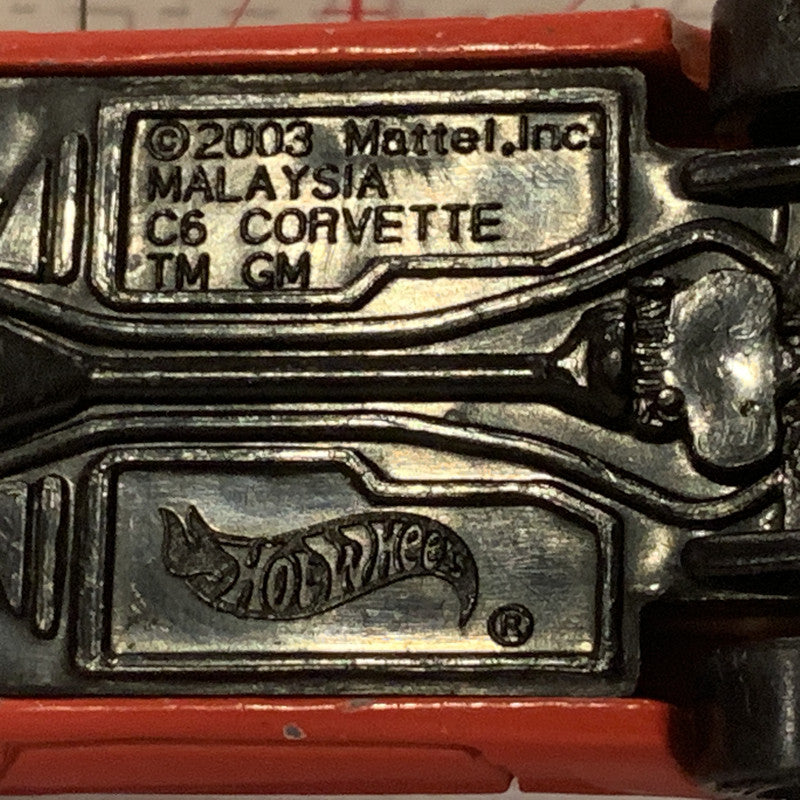 ©2003 Mattel.Inc.
MALAYSIA
C6 CORVETTE
TM GM
HOT WHeeLs
®